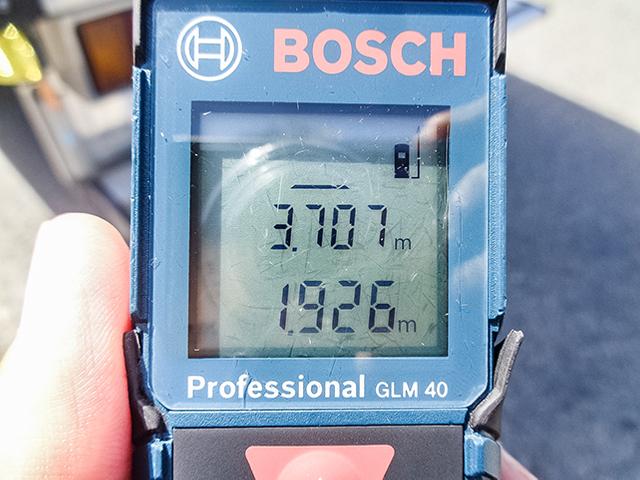 BOSCH
3.707 m
1.926 m
Professional GLM 40